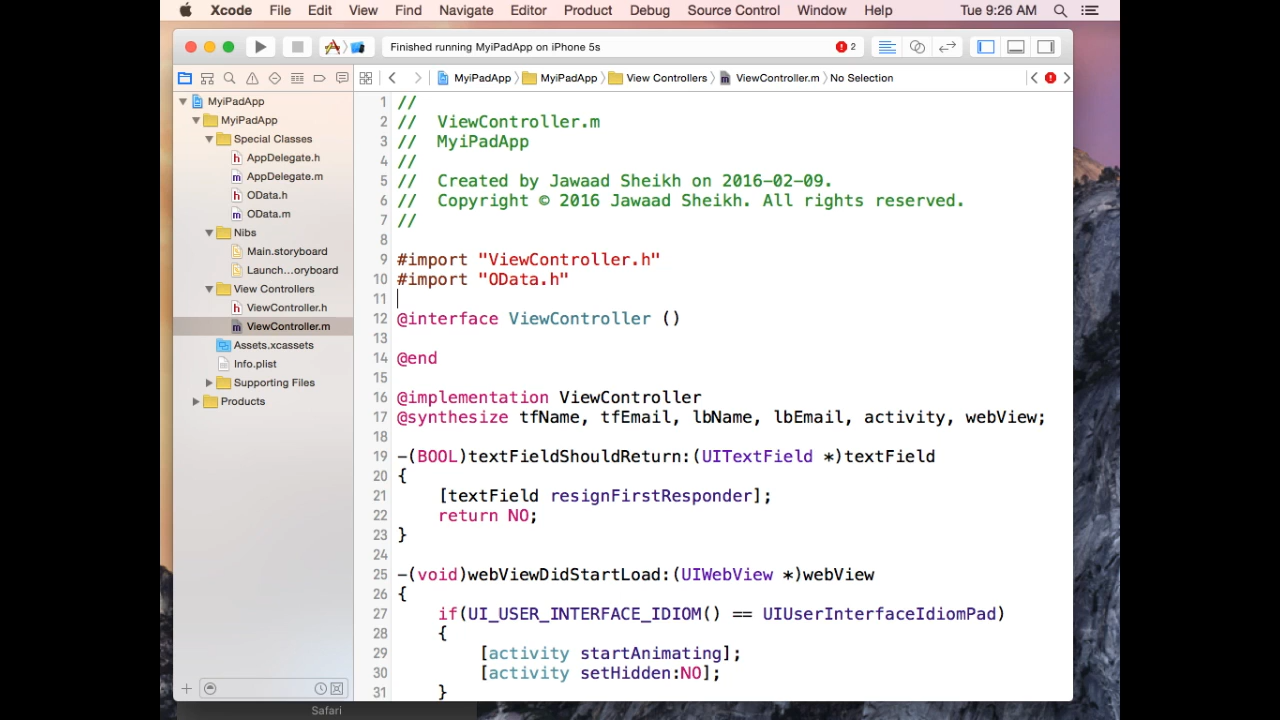 Xcode File Edit View Find Navigate Editor Product Debug Source Control Window Help Tue 9:26 AM
Finished running MyiPadApp on iPhone 5s 2
MyiPadApp MyiPadApp View Controllers ViewController.m No Selection
MyiPadApp
MyiPadApp
Special Classes
AppDelegate.h
AppDelegate.m
OData.h
OData.m
Nibs
Main.storyboard
Launch...oryboard
View Controllers
ViewController.h
ViewController.m
Assets.xcassets
Info.plist
Supporting Files
Products
1 //
2 // ViewController.m
3 // MyiPadApp
4 //
5 // Created by Jawaad Sheikh on 2016-02-09.
6 // Copyright © 2016 Jawaad Sheikh. All rights reserved.
7 //
8
9 #import "ViewController.h"
10 #import "OData.h"
11
12 @interface ViewController ()
13
14 @end
15
16 @implementation ViewController
17 @synthesize tfName, tfEmail, lbName, lbEmail, activity, webView;
18
19 -(BOOL)textFieldShouldReturn:(UITextField *)textField
20 {
21 [textField resignFirstResponder];
22 return NO;
23 }
24
25 -(void)webViewDidStartLoad:(UIWebView *)webView
26 {
27 if(UI_USER_INTERFACE_IDIOM() == UIUserInterfaceIdiomPad)
28 {
29 [activity startAnimating];
30 [activity setHidden:NO];
31 }
Safari